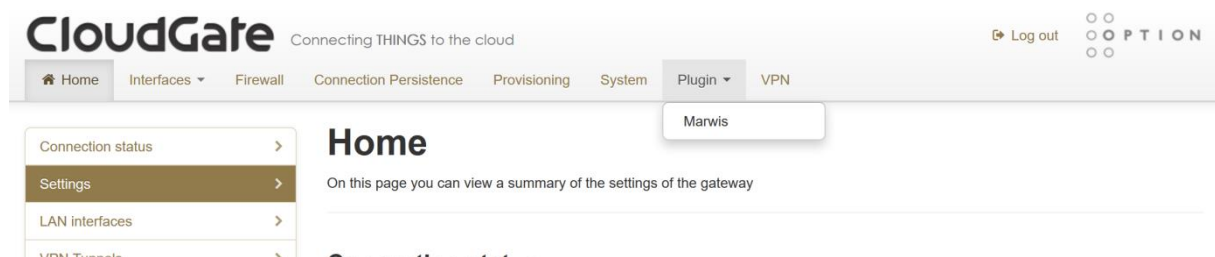 CloudGate Connecting THINGS to the cloud
Log out
OPTION
Home Interfaces Firewall Connection Persistence Provisioning System Plugin VPN
Marwis
Connection status
Settings
LAN interfaces
VPN Tunnels
Home
On this page you can view a summary of the settings of the gateway